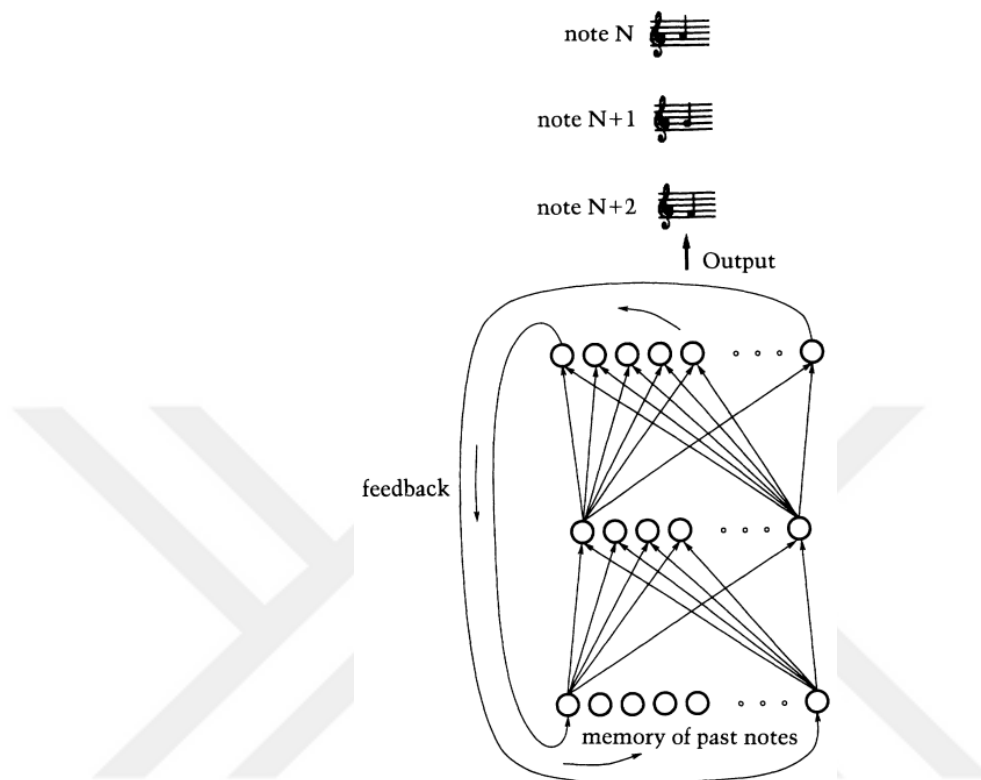 note N
note N+1
note N+2
Output
feedback
memory of past notes